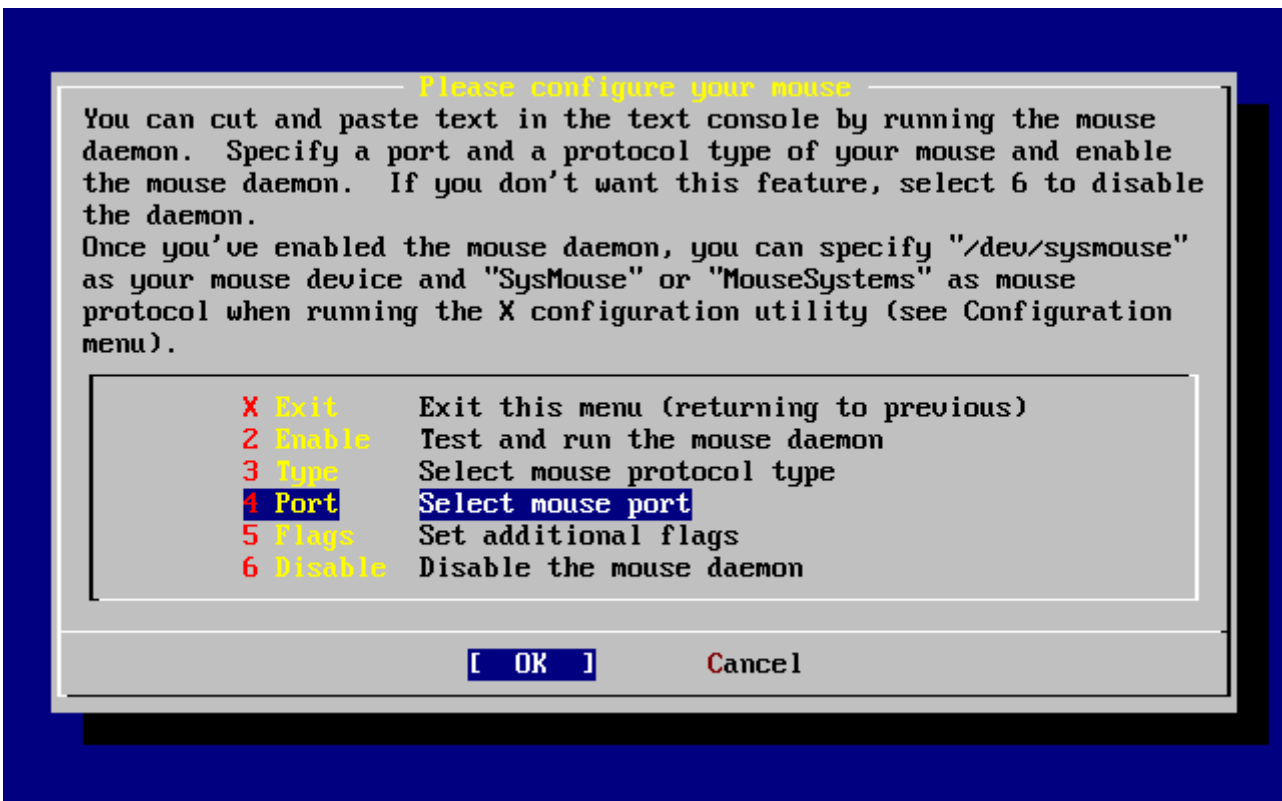 Please configure your mouse
You can cut and paste text in the text console by running the mouse
daemon.  Specify a port and a protocol type of your mouse and enable
the mouse daemon.  If you don't want this feature, select 6 to disable
the daemon.
Once you've enabled the mouse daemon, you can specify "/dev/sysmouse"
as your mouse device and "SysMouse" or "MouseSystems" as mouse
protocol when running the X configuration utility (see Configuration
menu).
X Exit     Exit this menu (returning to previous)
2 Enable   Test and run the mouse daemon
3 Type     Select mouse protocol type
4 Port     Select mouse port
5 Flags    Set additional flags
6 Disable  Disable the mouse daemon
[  OK  ]       Cancel